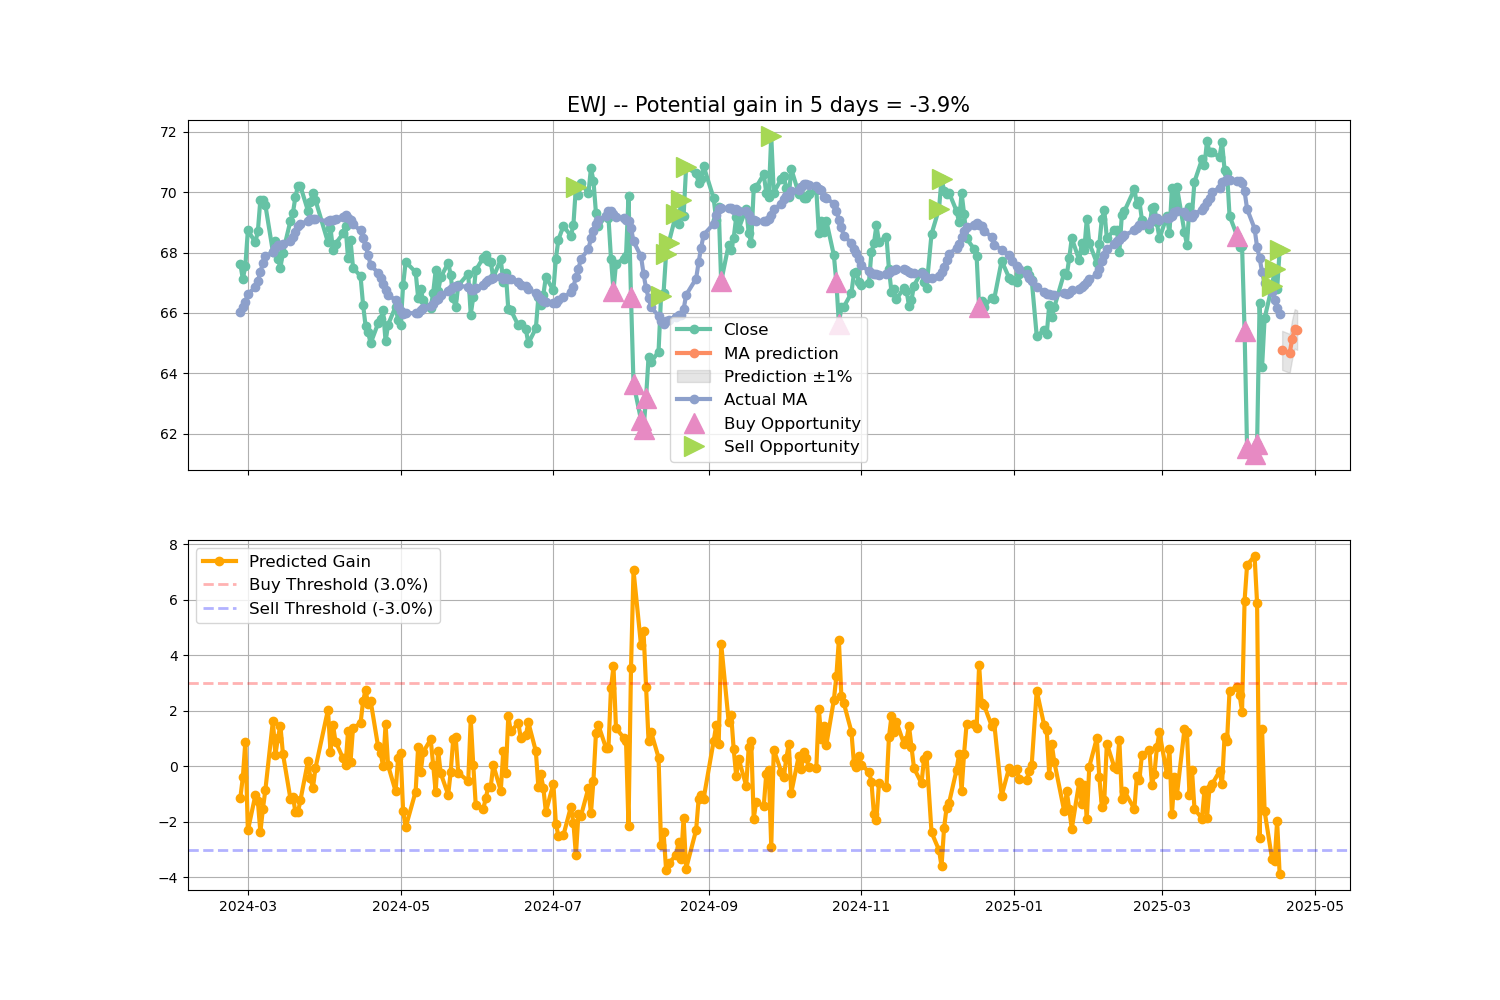 EWJ -- Potential gain in 5 days = -3.9%
72
70
68
66
64
62
Close
MA prediction
Prediction ±1%
Actual MA
Buy Opportunity
Sell Opportunity
8
6
4
2
0
−2
−4
Predicted Gain
Buy Threshold (3.0%)
Sell Threshold (-3.0%)
2024-03
2024-05
2024-07
2024-09
2024-11
2025-01
2025-03
2025-05